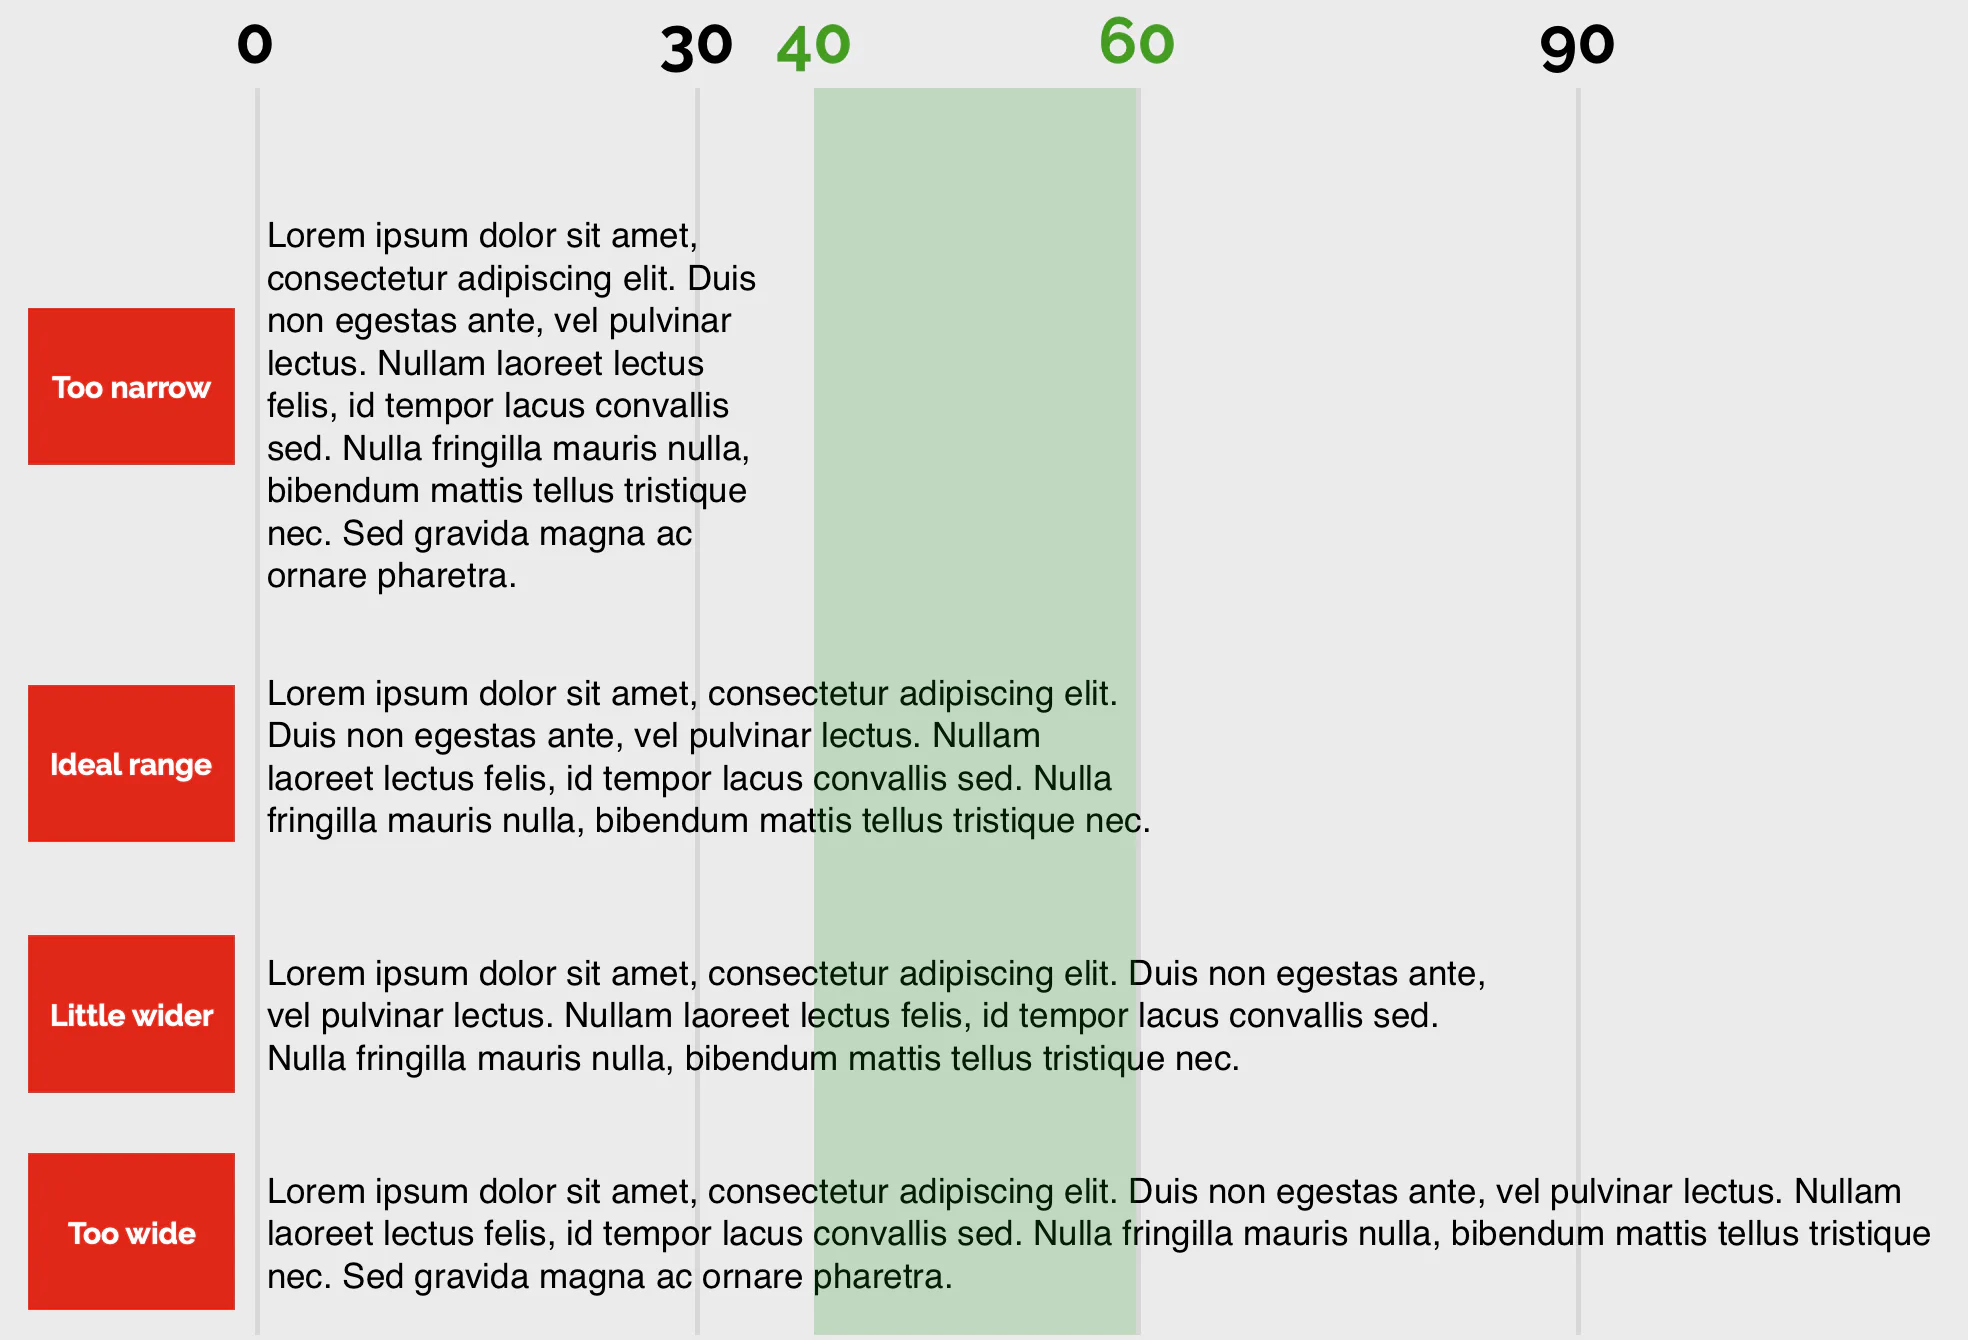 0 30 40 60 90
Lorem ipsum dolor sit amet,
consectetur adipiscing elit. Duis
non egestas ante, vel pulvinar
lectus. Nullam laoreet lectus
felis, id tempor lacus convallis
sed. Nulla fringilla mauris nulla,
bibendum mattis tellus tristique
nec. Sed gravida magna ac
ornare pharetra.
Too narrow
Lorem ipsum dolor sit amet, consectetur adipiscing elit.
Duis non egestas ante, vel pulvinar lectus. Nullam
laoreet lectus felis, id tempor lacus convallis sed. Nulla
fringilla mauris nulla, bibendum mattis tellus tristique nec.
Ideal range
Lorem ipsum dolor sit amet, consectetur adipiscing elit. Duis non egestas ante,
vel pulvinar lectus. Nullam laoreet lectus felis, id tempor lacus convallis sed.
Nulla fringilla mauris nulla, bibendum mattis tellus tristique nec.
Little wider
Lorem ipsum dolor sit amet, consectetur adipiscing elit. Duis non egestas ante, vel pulvinar lectus. Nullam
laoreet lectus felis, id tempor lacus convallis sed. Nulla fringilla mauris nulla, bibendum mattis tellus tristique
nec. Sed gravida magna ac ornare pharetra.
Too wide